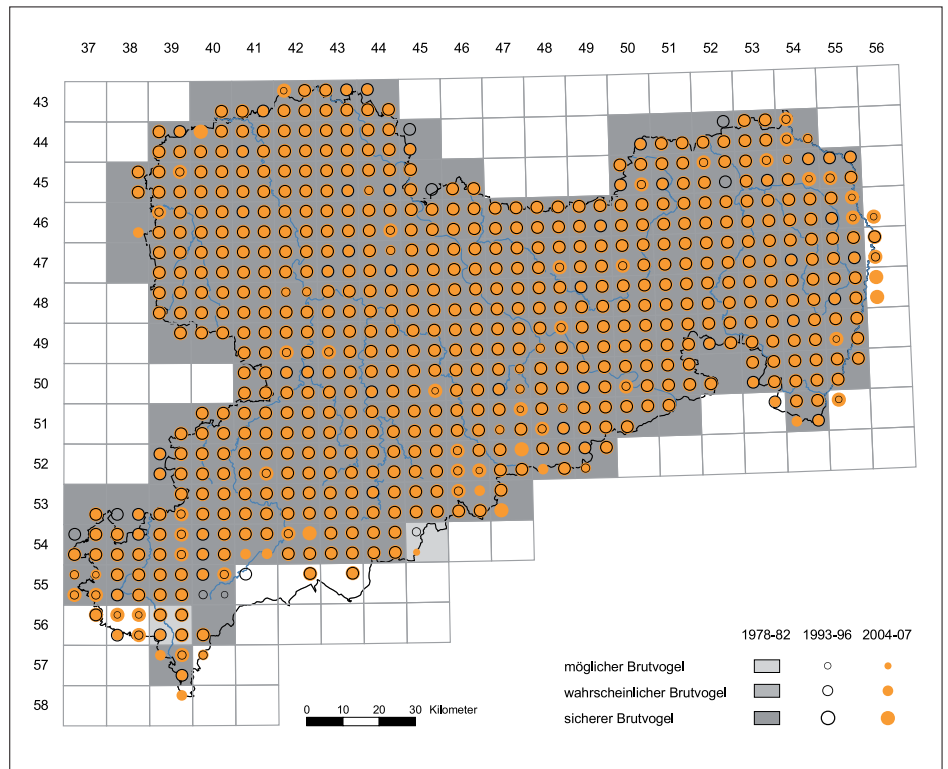 37 38 39 40 41 42 43 44 45 46 47 48 49 50 51 52 53 54 55 56
43
44
45
46
47
48
49
50
51
52
53
54
55
56
57
58
1978-82 1993-96 2004-07
möglicher Brutvogel
wahrscheinlicher Brutvogel
sicherer Brutvogel
0 10 20 30 Kilometer